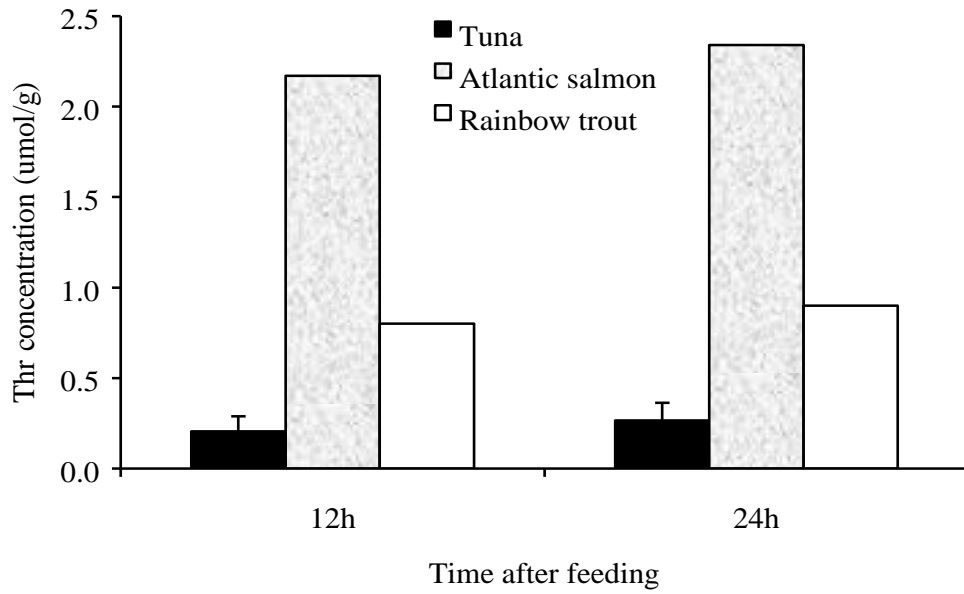 Tuna
Atlantic salmon
Rainbow trout
Thr concentration (umol/g)
2.5
2.0
1.5
1.0
0.5
0.0
12h
24h
Time after feeding